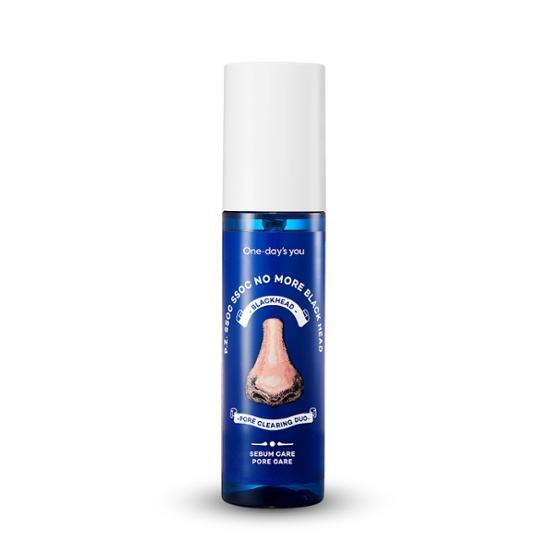 One-day's you
P.Z. SSOC SSOC NO MORE BLACK HEAD
BLACKHEAD
-PORE CLEARING DUO-
SEBUM CARE
PORE CARE